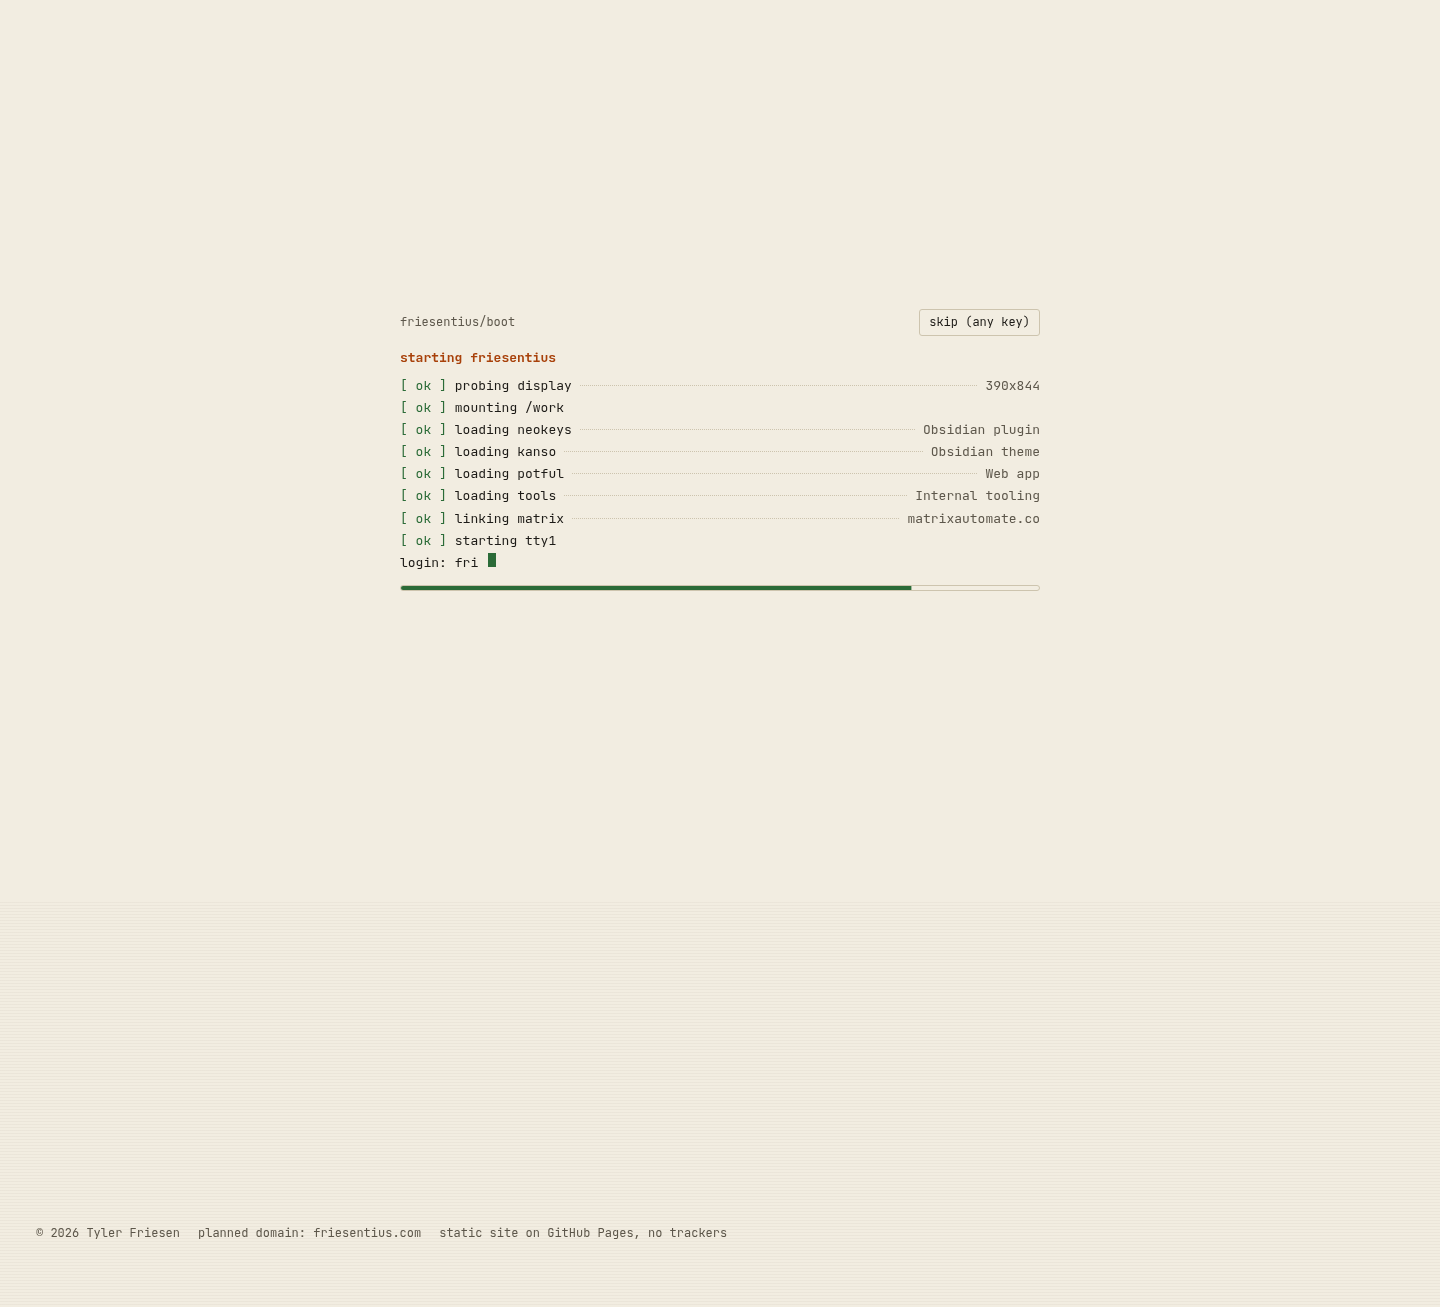 friesentius/boot
skip (any key)
starting friesentius
[ ok ] probing display 390x844
[ ok ] mounting /work
[ ok ] loading neokeys Obsidian plugin
[ ok ] loading kanso Obsidian theme
[ ok ] loading potful Web app
[ ok ] loading tools Internal tooling
[ ok ] linking matrix matrixautomate.co
[ ok ] starting tty1
login: fri
© 2026 Tyler Friesen planned domain: friesentius.com static site on GitHub Pages, no trackers